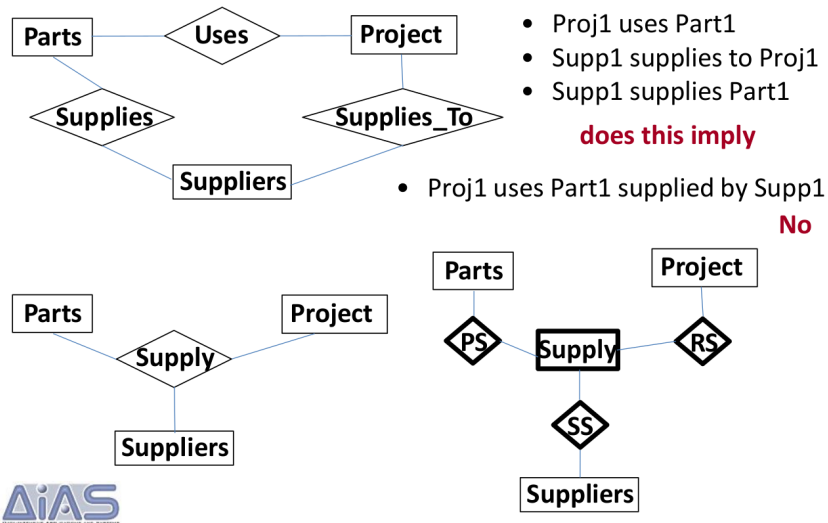 Parts
Uses
Project
Supplies
Supplies_To
Suppliers
• Proj1 uses Part1
• Supp1 supplies to Proj1
• Supp1 supplies Part1
does this imply
• Proj1 uses Part1 supplied by Supp1
No
Parts
Project
Supply
Suppliers
Parts
Project
PS
Supply
RS
SS
Suppliers
AiAS